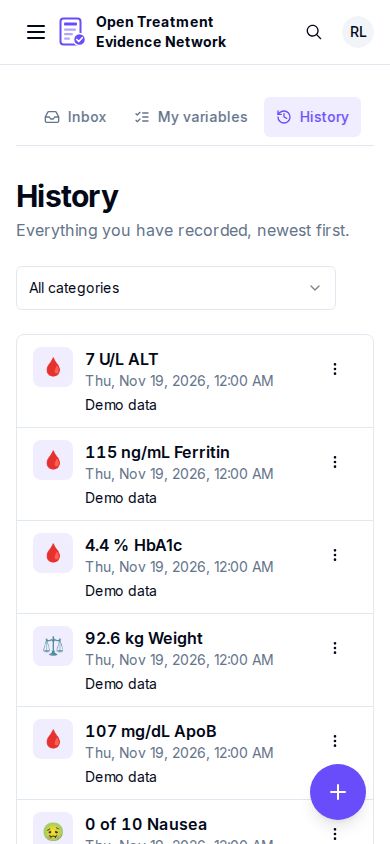 Open Treatment
Evidence Network
RL
Inbox
My variables
History
History
Everything you have recorded, newest first.
All categories
7 U/L ALT
Thu, Nov 19, 2026, 12:00 AM
Demo data
115 ng/mL Ferritin
Thu, Nov 19, 2026, 12:00 AM
Demo data
4.4 % HbA1c
Thu, Nov 19, 2026, 12:00 AM
Demo data
92.6 kg Weight
Thu, Nov 19, 2026, 12:00 AM
Demo data
107 mg/dL ApoB
Thu, Nov 19, 2026, 12:00 AM
Demo data
0 of 10 Nausea